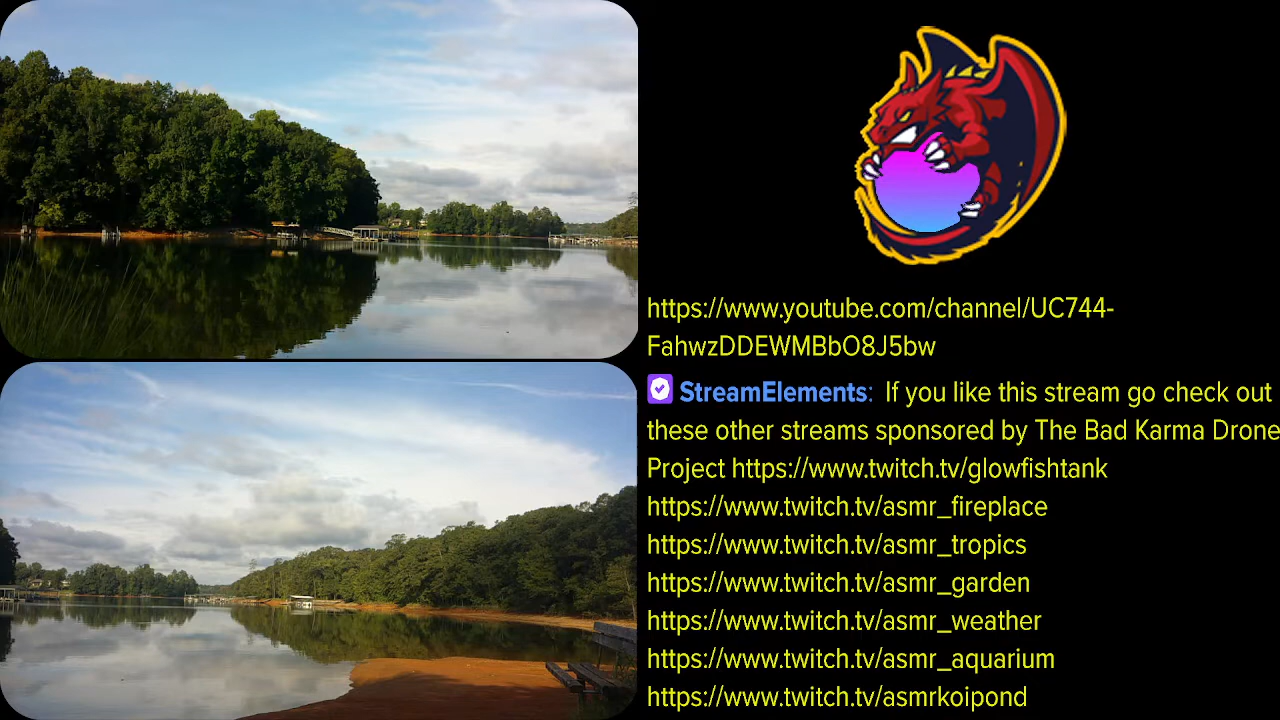 https://www.youtube.com/channel/UC744-
FahwzDDEWMBbO8J5bw
StreamElements: If you like this stream go check out
these other streams sponsored by The Bad Karma Drone
Project https://www.twitch.tv/glowfishtank
https://www.twitch.tv/asmr_fireplace
https://www.twitch.tv/asmr_tropics
https://www.twitch.tv/asmr_garden
https://www.twitch.tv/asmr_weather
https://www.twitch.tv/asmr_aquarium
https://www.twitch.tv/asmrkoipond